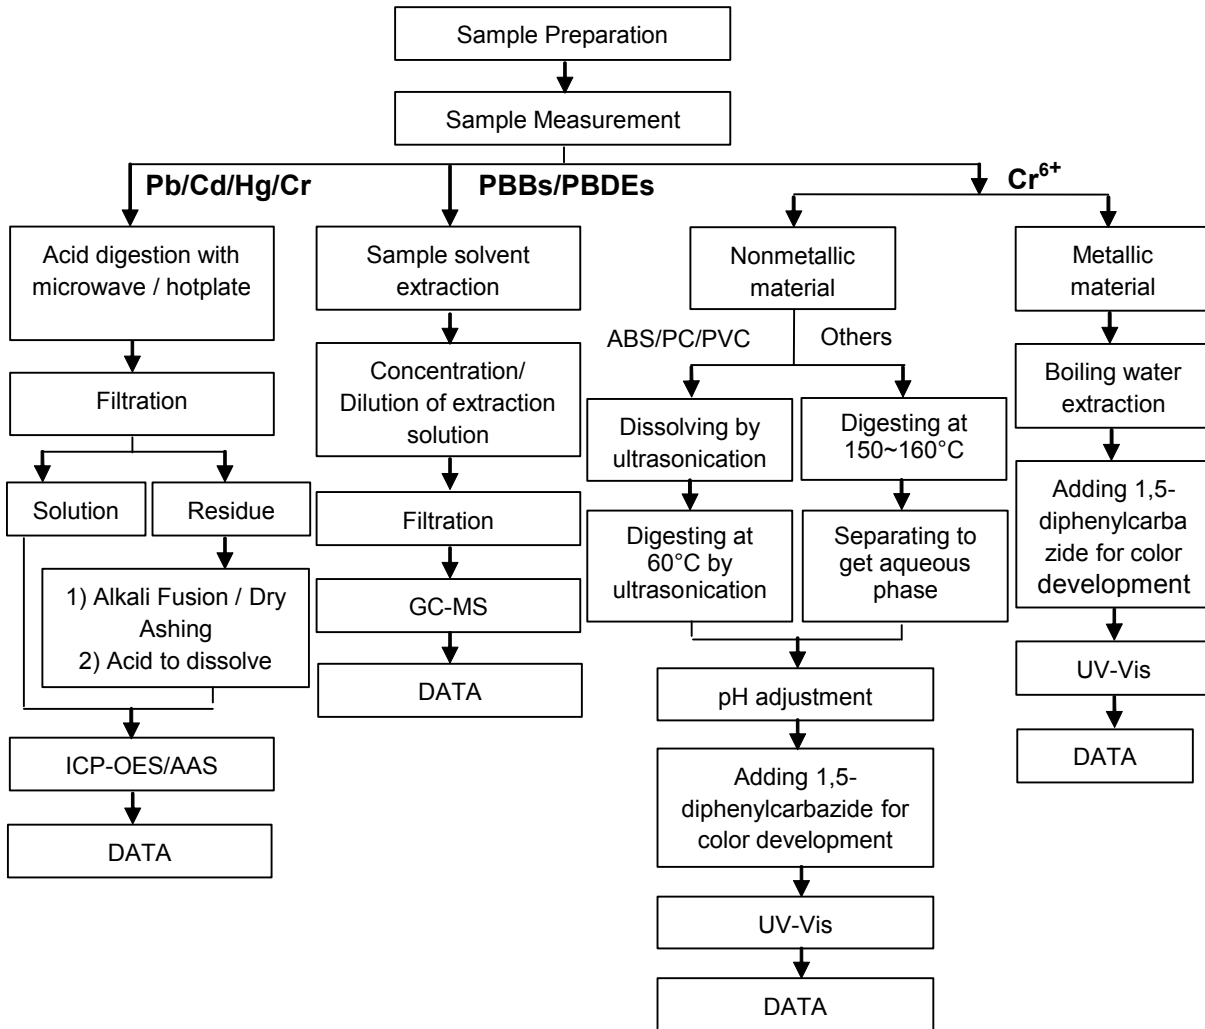 Sample Preparation
Sample Measurement
Pb/Cd/Hg/Cr
PBBs/PBDEs
Cr6+
Acid digestion with
microwave / hotplate
Filtration
Solution
Residue
1) Alkali Fusion / Dry
Ashing
2) Acid to dissolve
ICP-OES/AAS
DATA
Sample solvent
extraction
Concentration/
Dilution of extraction
solution
Filtration
GC-MS
DATA
Nonmetallic
material
ABS/PC/PVC
Others
Dissolving by
ultrasonication
Digesting at
60°C by
ultrasonication
Digesting at
150~160°C
Separating to
get aqueous
phase
pH adjustment
Adding 1,5-
diphenylcarbazide for
color development
UV-Vis
DATA
Metallic
material
Boiling water
extraction
Adding 1,5-
diphenylcarba
zide for color
development
UV-Vis
DATA